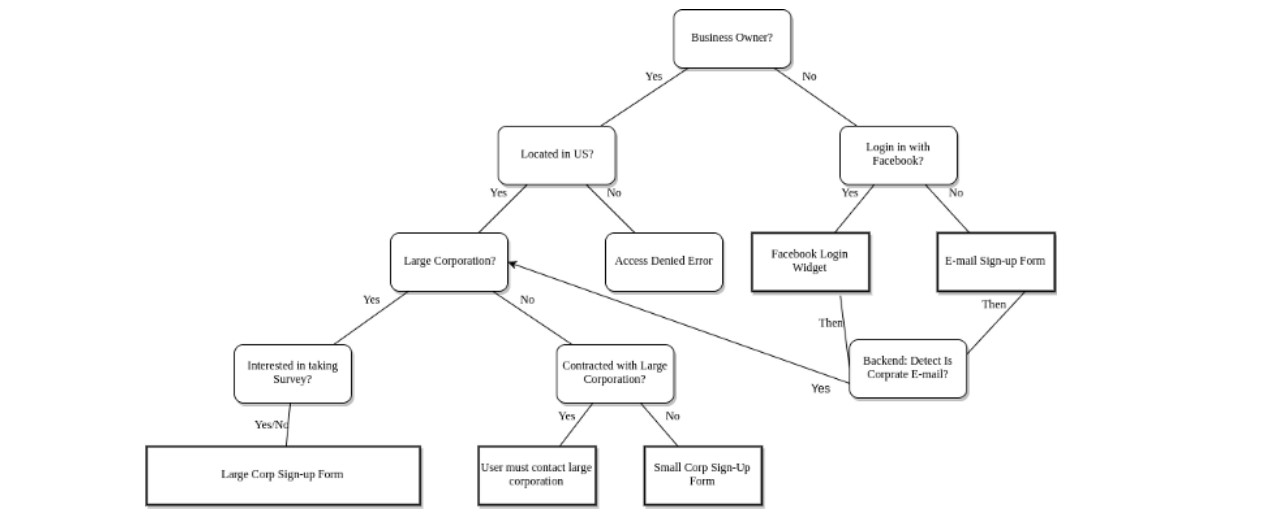 Business Owner?
Yes
No
Located in US?
Login in with
Facebook?
Yes
No
Yes
No
Large Corporation?
Access Denied Error
Facebook Login
Widget
E-mail Sign-up Form
Yes
No
Then
Then
Interested in taking
Survey?
Contracted with Large
Corporation?
Backend: Detect Is
Corprate E-mail?
Yes
Yes/No
Yes
No
Large Corp Sign-up Form
User must contact large
corporation
Small Corp Sign-Up
Form